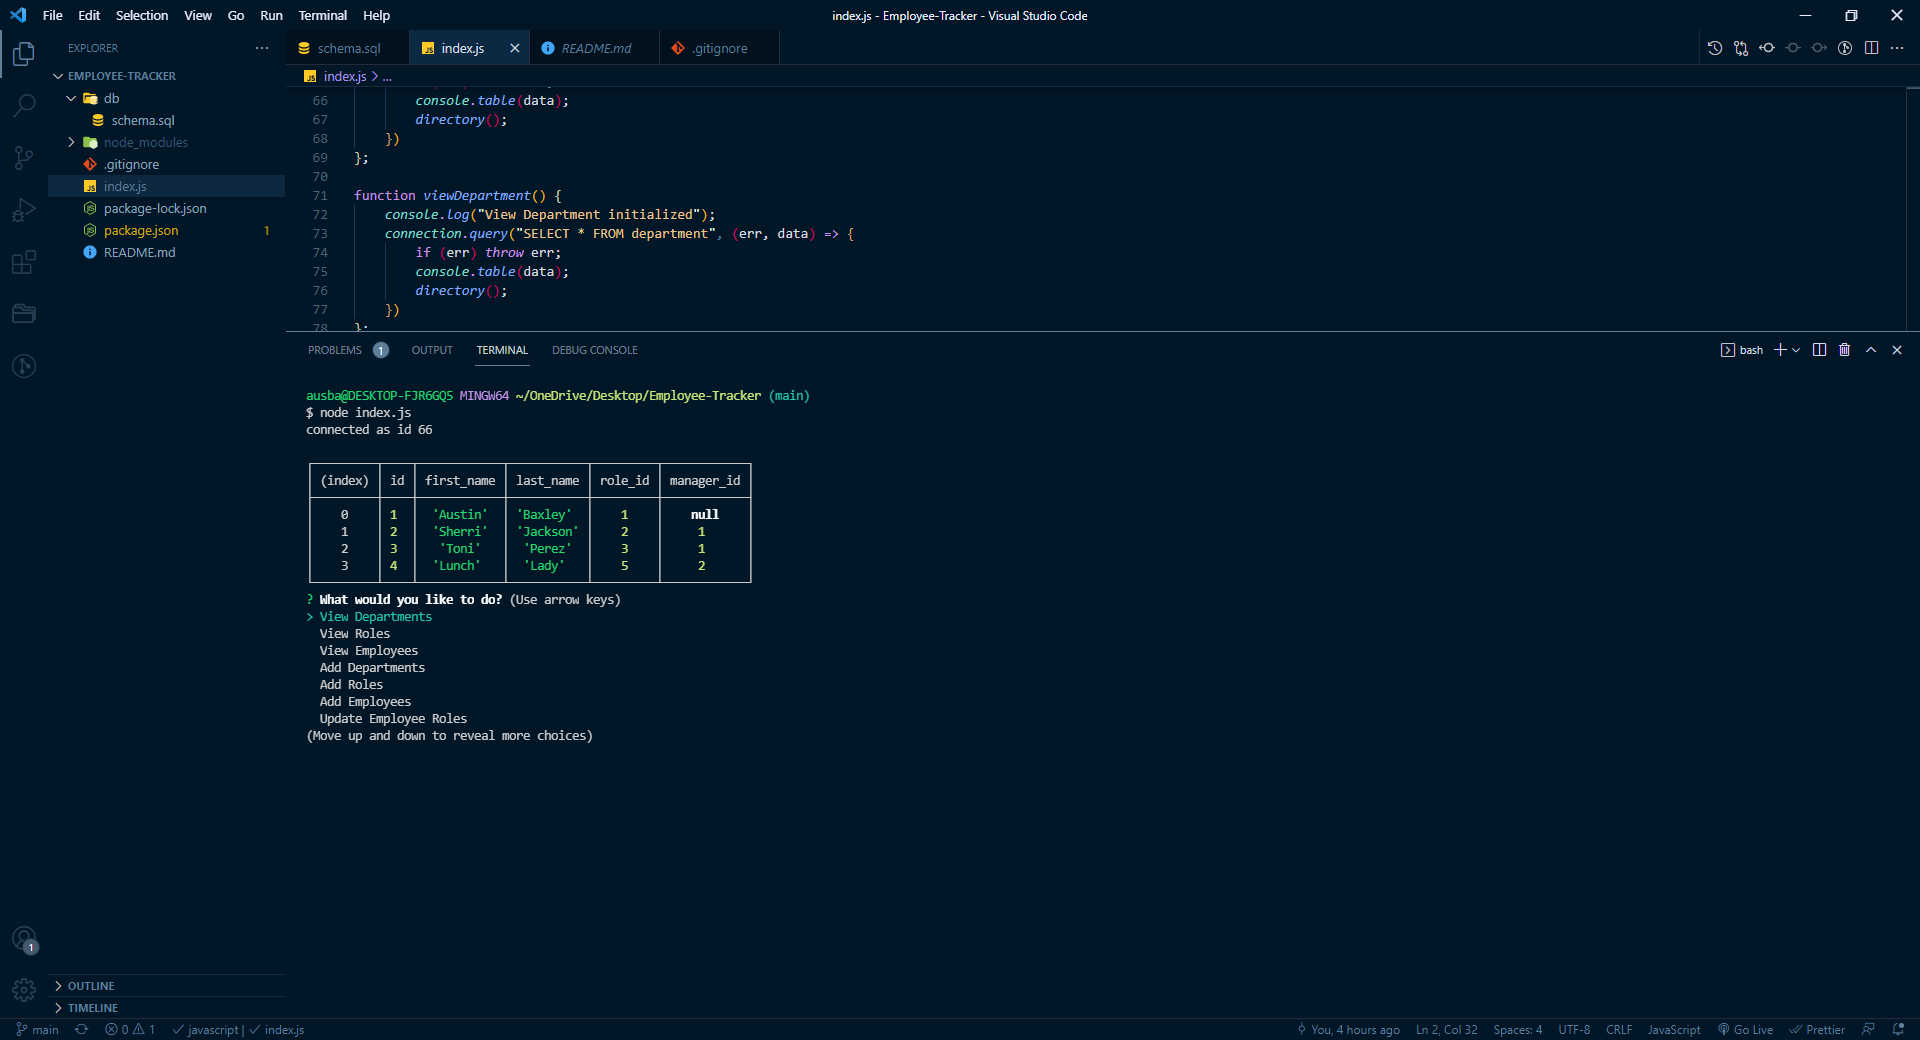 File Edit Selection View Go Run Terminal Help
index.js - Employee-Tracker - Visual Studio Code
EXPLORER
EMPLOYEE-TRACKER
db
schema.sql
node_modules
.gitignore
index.js
package-lock.json
package.json 1
README.md
schema.sql index.js README.md .gitignore
index.js > ...
66 console.table(data);
67 directory();
68 })
69 };
70
71 function viewDepartment() {
72 console.log("View Department initialized");
73 connection.query("SELECT * FROM department", (err, data) => {
74 if (err) throw err;
75 console.table(data);
76 directory();
77 })
78 };
PROBLEMS 1 OUTPUT TERMINAL DEBUG CONSOLE
bash
ausba@DESKTOP-FJR6GQ5 MINGW64 ~/OneDrive/Desktop/Employee-Tracker (main)
$ node index.js
connected as id 66
(index) id first_name last_name role_id manager_id
0 1 'Austin' 'Baxley' 1 null
1 2 'Sherri' 'Jackson' 2 1
2 3 'Toni' 'Perez' 3 1
3 4 'Lunch' 'Lady' 5 2
? What would you like to do? (Use arrow keys)
> View Departments
View Roles
View Employees
Add Departments
Add Roles
Add Employees
Update Employee Roles
(Move up and down to reveal more choices)
1
OUTLINE
TIMELINE
main 0 1 javascript | index.js
You, 4 hours ago Ln 2, Col 32 Spaces: 4 UTF-8 CRLF JavaScript Go Live Prettier